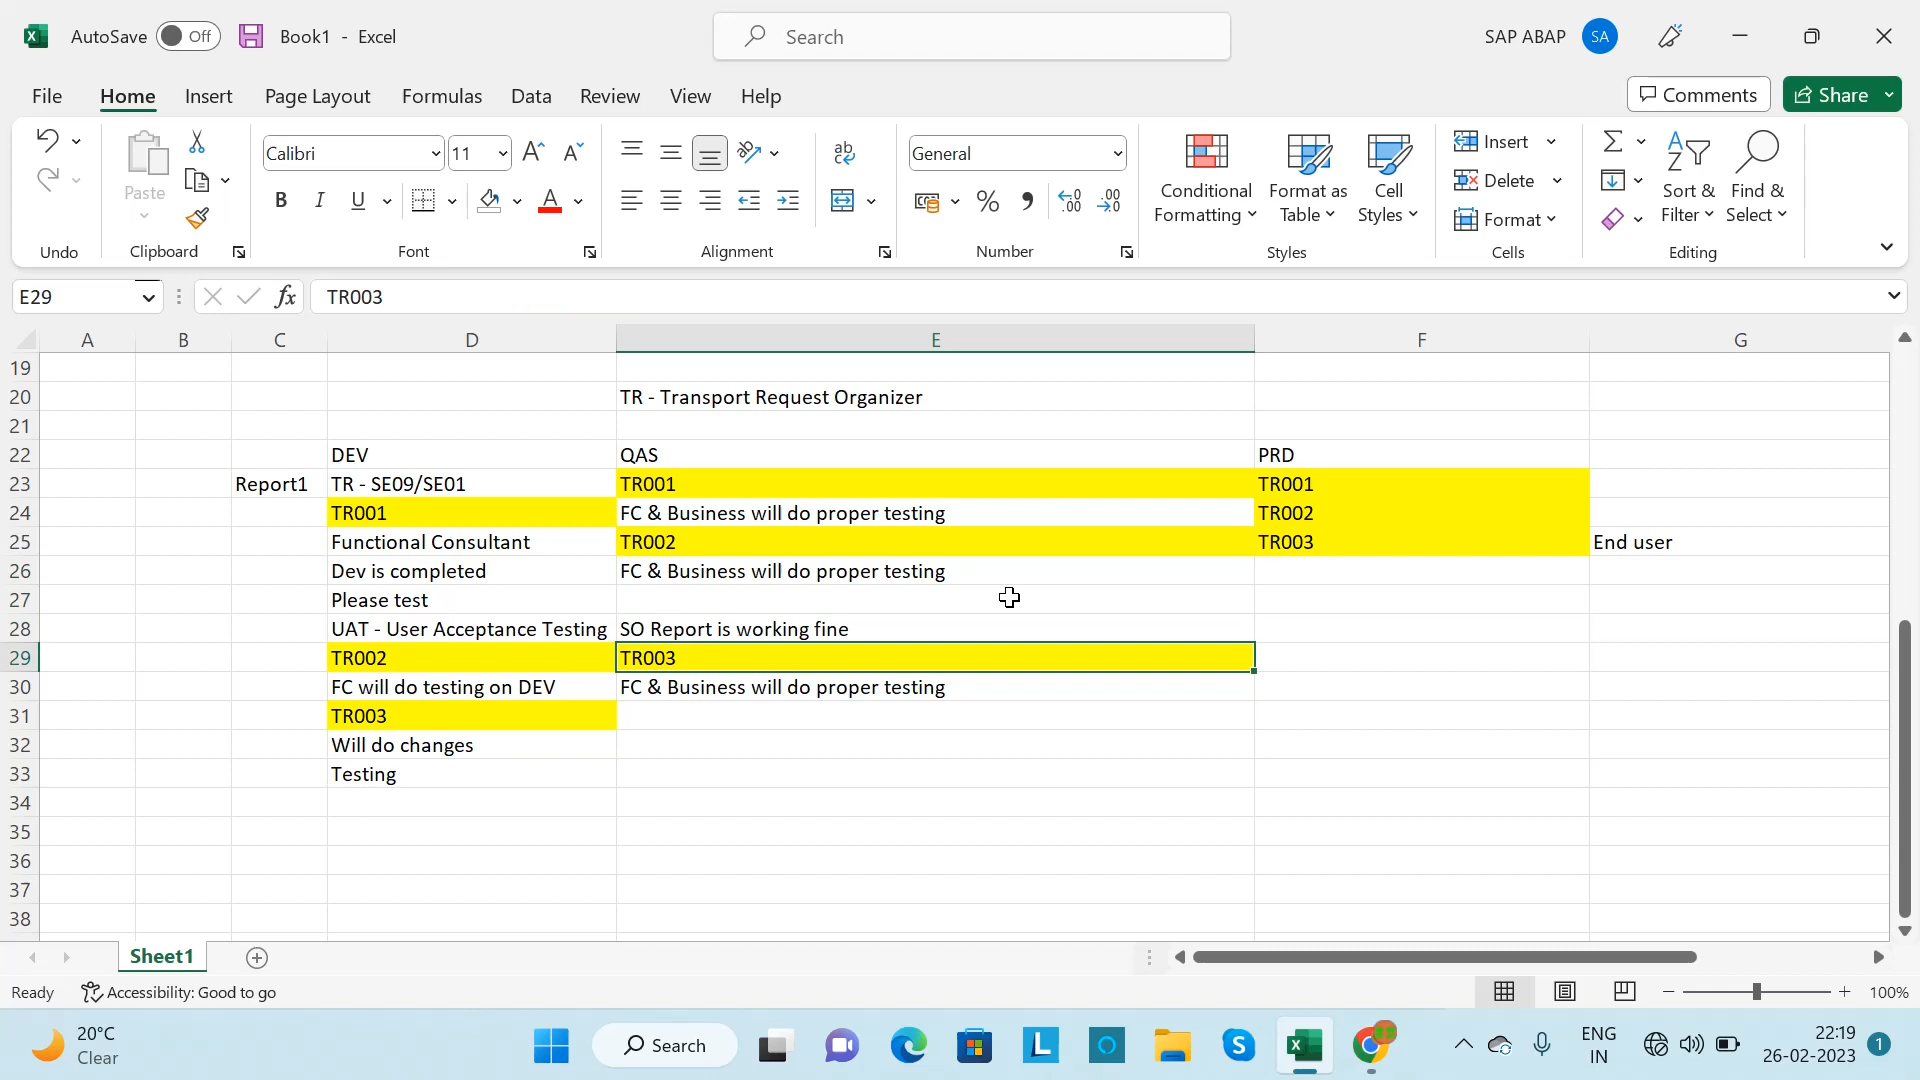 AutoSave Off Book1 - Excel Search SAP ABAP SA
File Home Insert Page Layout Formulas Data Review View Help Comments Share
Paste Calibri 11 General Conditional Formatting Format as Table Cell Styles Insert Delete Format Sort & Filter Find & Select
B I U
Undo Clipboard Font Alignment Number Styles Cells Editing
E29 fx TR003
A B C D E F G
19
20 TR - Transport Request Organizer
21
22 DEV QAS PRD
23 Report1 TR - SE09/SE01 TR001 TR001
24 TR001 FC & Business will do proper testing TR002
25 Functional Consultant TR002 TR003 End user
26 Dev is completed FC & Business will do proper testing
27 Please test
28 UAT - User Acceptance Testing SO Report is working fine
29 TR002 TR003
30 FC will do testing on DEV FC & Business will do proper testing
31 TR003
32 Will do changes
33 Testing
34
35
36
37
38
Sheet1
Ready Accessibility: Good to go 100%
20°C Search ENG 22:19
Clear IN 26-02-2023 1